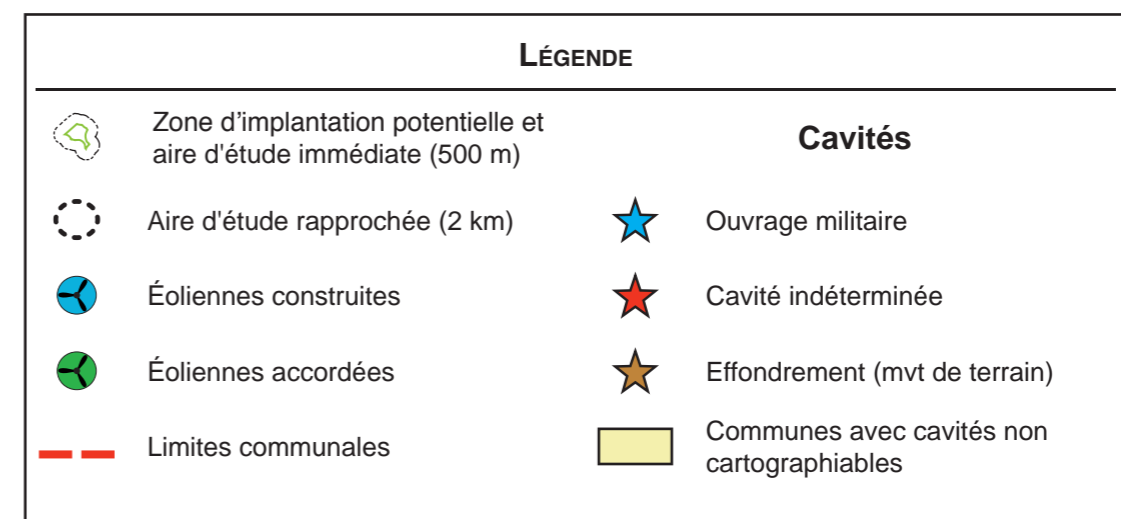 LÉGENDE
Zone d’implantation potentielle et
aire d'étude immédiate (500 m)
Aire d'étude rapprochée (2 km)
Éoliennes construites
Éoliennes accordées
Limites communales
Cavités
Ouvrage militaire
Cavité indéterminée
Effondrement (mvt de terrain)
Communes avec cavités non
cartographiables